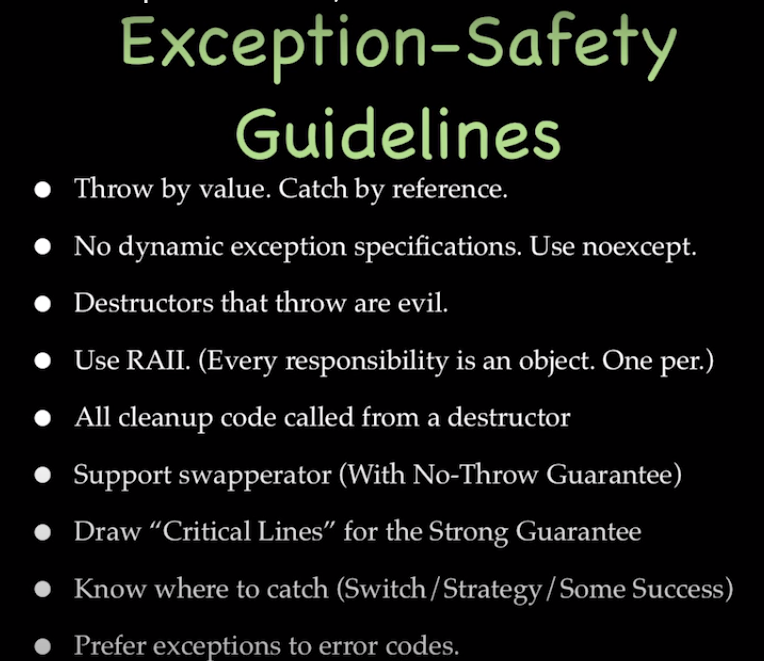 Exception-Safety
Guidelines
Throw by value. Catch by reference.
No dynamic exception specifications. Use noexcept.
Destructors that throw are evil.
Use RAII. (Every responsibility is an object. One per.)
All cleanup code called from a destructor
Support swapperator (With No-Throw Guarantee)
Draw “Critical Lines” for the Strong Guarantee
Know where to catch (Switch/Strategy/Some Success)
Prefer exceptions to error codes.